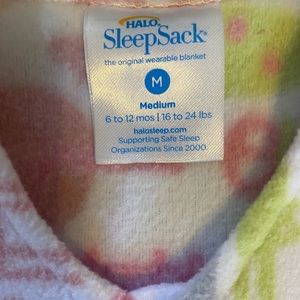 HALO
SleepSack®
the original wearable blanket
M
Medium
6 to 12 mos | 16 to 24 lbs
halosleep.com
Supporting Safe Sleep
Organizations Since 2000